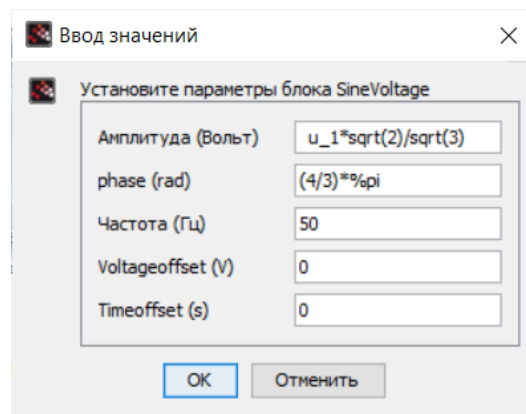 Ввод значений
Установите параметры блока SineVoltage
Амплитуда (Вольт) u_1*sqrt(2)/sqrt(3)
phase (rad) (4/3)*%pi
Частота (Гц) 50
Voltageoffset (V) 0
Timeoffset (s) 0
OK Отменить